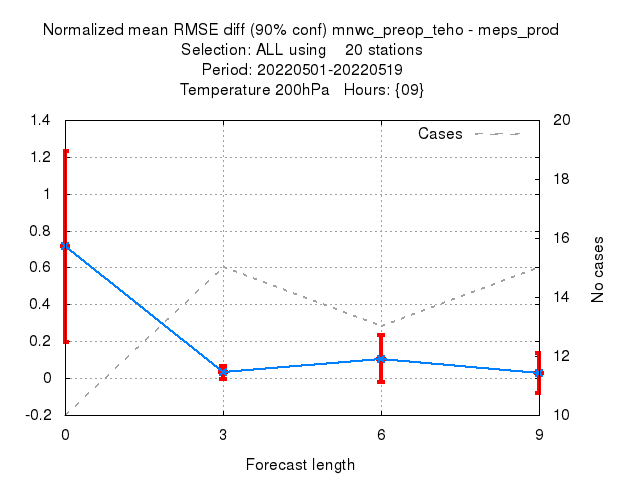 Normalized mean RMSE diff (90% conf) mnwc_preop_teho - meps_prod
Selection: ALL using    20 stations
Period: 20220501-20220519
Temperature 200hPa   Hours: {09}
Cases
1.4
1.2
1
0.8
0.6
0.4
0.2
0
-0.2
20
18
16
14
12
10
No cases
0 3 6 9
Forecast length